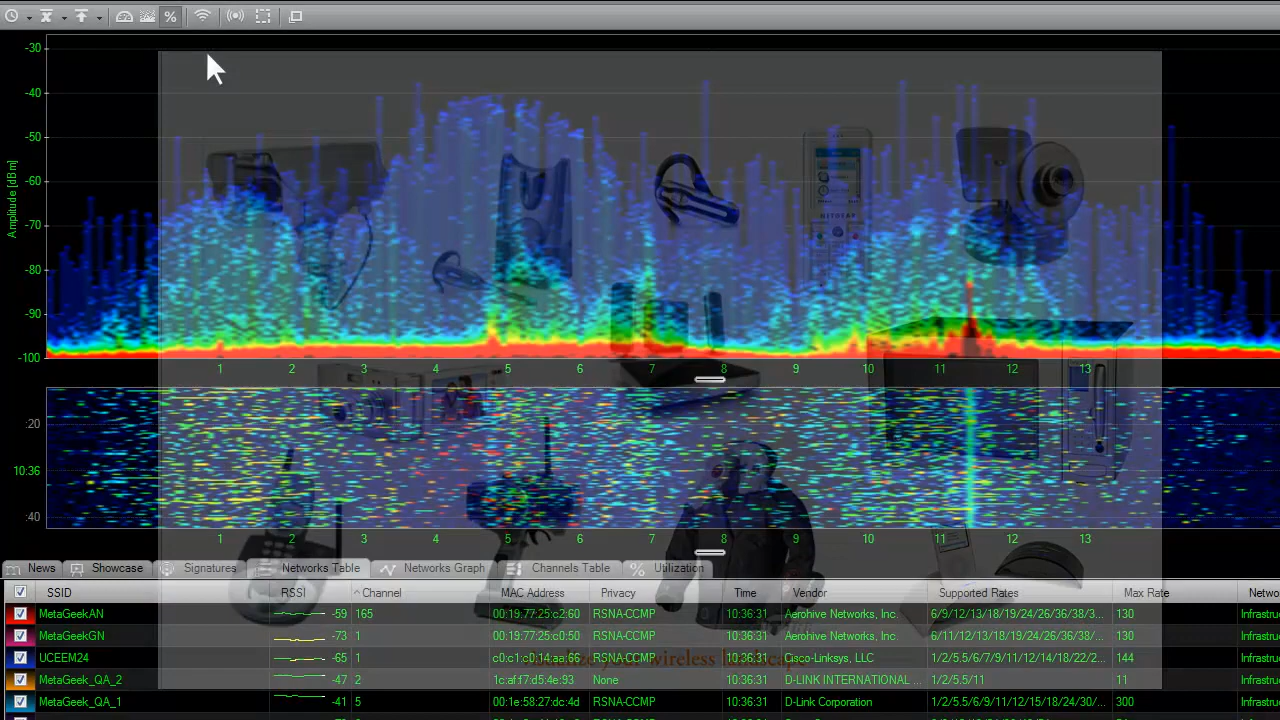 %
-30
-40
-50
-60
-70
-80
-90
-100
Amplitude [dBm]
NETGEAR
1 2 3 4 5 6 7 8 9 10 11 12 13
:20
10:36
:40
1 2 3 4 5 6 7 8 9 10 11 12 13
News Showcase Signatures Networks Table Networks Graph Channels Table % Utilization
SSID RSSI Channel MAC Address Privacy Time Vendor Supported Rates Max Rate Netwo
MetaGeekAN -59 165 00:19:77:25:c2:60 RSNA-CCMP 10:36:31 Aerohive Networks, Inc. 6/9/12/13/18/19/24/26/36/38/3... 130 Infrastru
MetaGeekGN -73 1 00:19:77:25:c0:50 RSNA-CCMP 10:36:31 Aerohive Networks, Inc. 6/11/12/13/18/19/24/26/36/3... 130 Infrastru
UCEEM24 -65 1 c0:c1:c0:14:aa:66 RSNA-CCMP 10:36:31 Cisco-Linksys, LLC 1/2/5.5/6/7/9/11/12/14/18/22/2... 144 Infrastru
your wireless
MetaGeek_QA_2 -47 2 1c:af:f7:d5:4e:93 None 10:36:31 D-LINK INTERNATIONAL ... 1/2/5.5/11 11 Infrastru
MetaGeek_QA_1 -41 5 00:1e:58:27:dc:4d RSNA-CCMP 10:36:31 D-Link Corporation 1/2/5.5/6/9/11/12/15/18/24/30/... 300 Infrastru